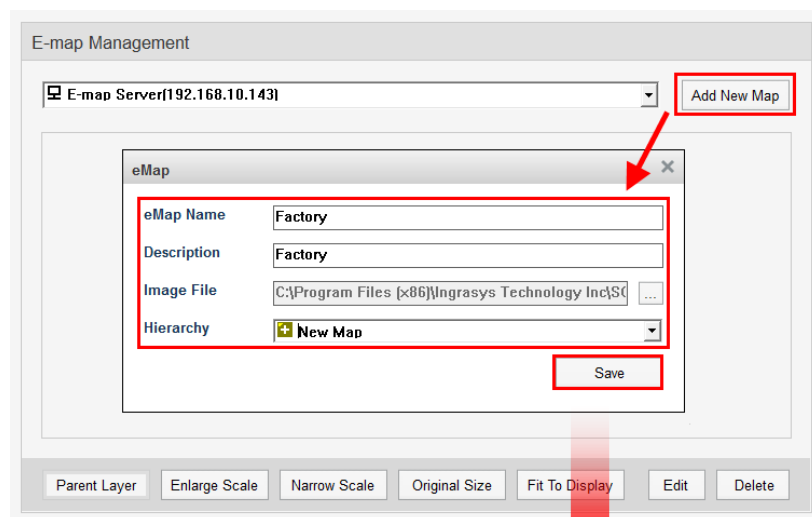 E-map Management
E-map Server(192.168.10.143)
Add New Map
eMap
eMap Name Factory
Description Factory
Image File C:\Program Files (x86)\Ingrasys Technology Inc\S ...
Hierarchy New Map
Save
Parent Layer Enlarge Scale Narrow Scale Original Size Fit To Display Edit Delete